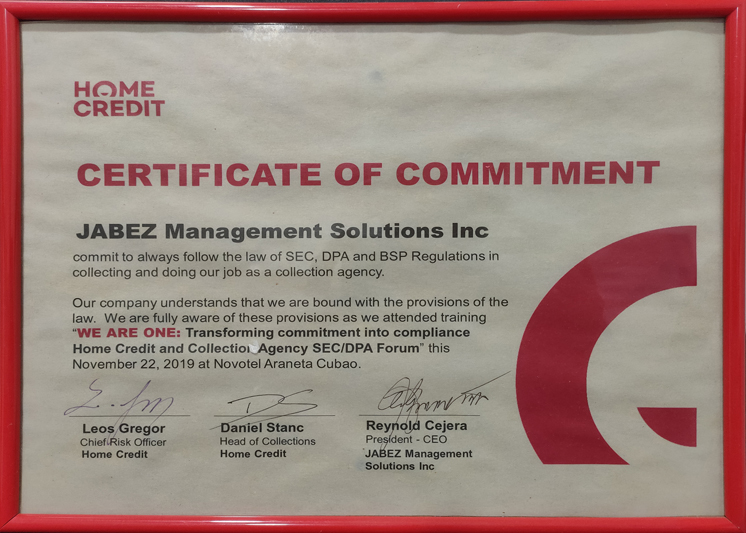 HOME
CREDIT
CERTIFICATE OF COMMITMENT
JABEZ Management Solutions Inc
commit to always follow the law of SEC, DPA and BSP Regulations in
collecting and doing our job as a collection agency.
Our company understands that we are bound with the provisions of the
law. We are fully aware of these provisions as we attended training
“WE ARE ONE: Transforming commitment into compliance
Home Credit and Collection Agency SEC/DPA Forum” this
November 22, 2019 at Novotel Araneta Cubao.
Leos Gregor Daniel Stanc Reynold Cejera
Chief Risk Officer Head of Collections President - CEO
Home Credit Home Credit JABEZ Management
Solutions Inc